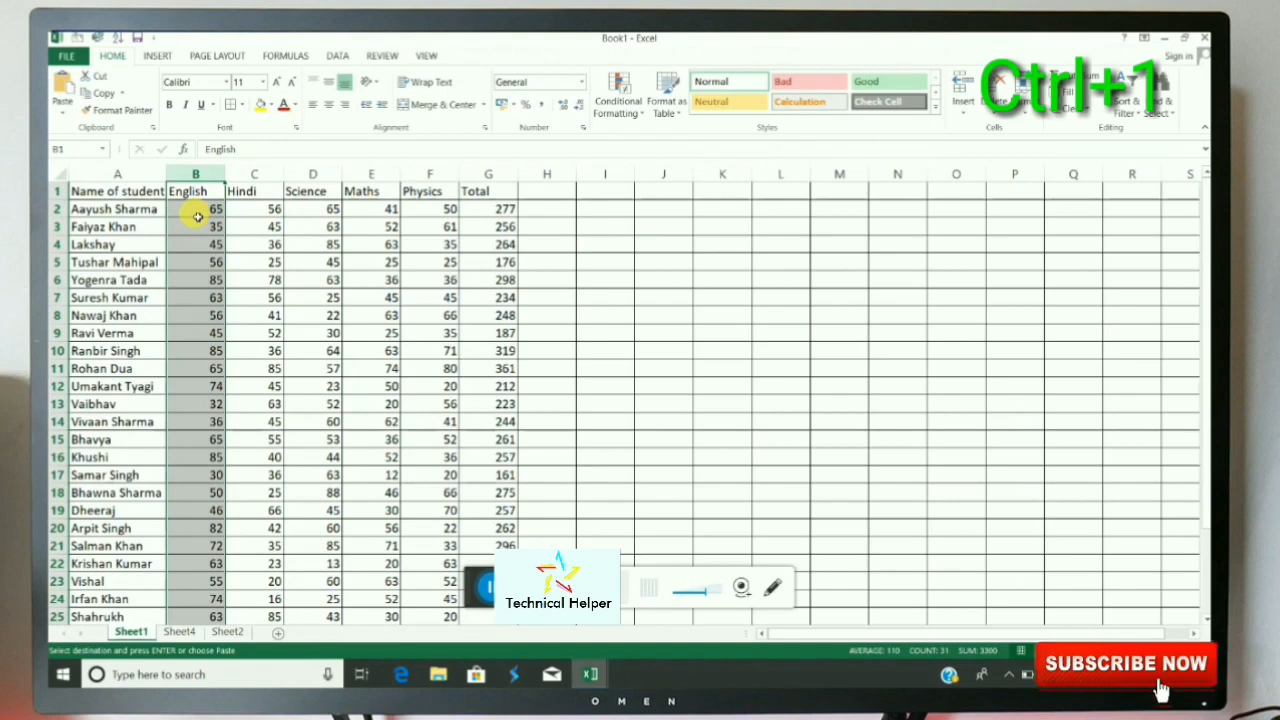 Book1 - Excel
Sign in
FILE HOME INSERT PAGE LAYOUT FORMULAS DATA REVIEW VIEW
Ctrl+1
Paste
Cut
Copy
Format Painter
Calibri 11
B I U
Wrap Text
Merge & Center
General
Conditional Formatting
Format as Table
Normal Bad Good
Neutral Calculation Check Cell
Insert
Fill
Sort & Filter
Select
Clipboard Font Alignment Number Styles Cells Editing
B1 English
A B C D E F G H I J K L M N O P Q R S
1 Name of student English Hindi Science Maths Physics Total
2 Aayush Sharma 65 56 65 41 50 277
3 Faiyaz Khan 35 45 63 52 61 256
4 Lakshay 45 36 85 63 35 264
5 Tushar Mahipal 56 25 45 25 25 176
6 Yogenra Tada 85 78 63 36 36 298
7 Suresh Kumar 63 56 25 45 45 234
8 Nawaj Khan 56 41 22 63 66 248
9 Ravi Verma 45 52 30 25 35 187
10 Ranbir Singh 85 36 64 63 71 319
11 Rohan Dua 65 85 57 74 80 361
12 Umakant Tyagi 74 45 23 50 20 212
13 Vaibhav 32 63 52 20 56 223
14 Vivaan Sharma 36 45 60 62 41 244
15 Bhavya 65 55 53 36 52 261
16 Khushi 85 40 44 52 36 257
17 Samar Singh 30 36 63 12 20 161
18 Bhawna Sharma 50 25 88 46 66 275
19 Dheeraj 46 66 45 30 70 257
20 Arpit Singh 82 42 60 56 22 262
21 Salman Khan 72 35 85 71 33 296
22 Krishan Kumar 63 23 13 20 63
23 Vishal 55 20 60 63 52
24 Irfan Khan 74 16 25 52 45
25 Shahrukh 63 85 43 30 20
Technical Helper
Sheet1 Sheet4 Sheet2
Select destination and press ENTER or choose Paste
AVERAGE: 110 COUNT: 31 SUM: 3300
SUBSCRIBE NOW
Type here to search
OMEN